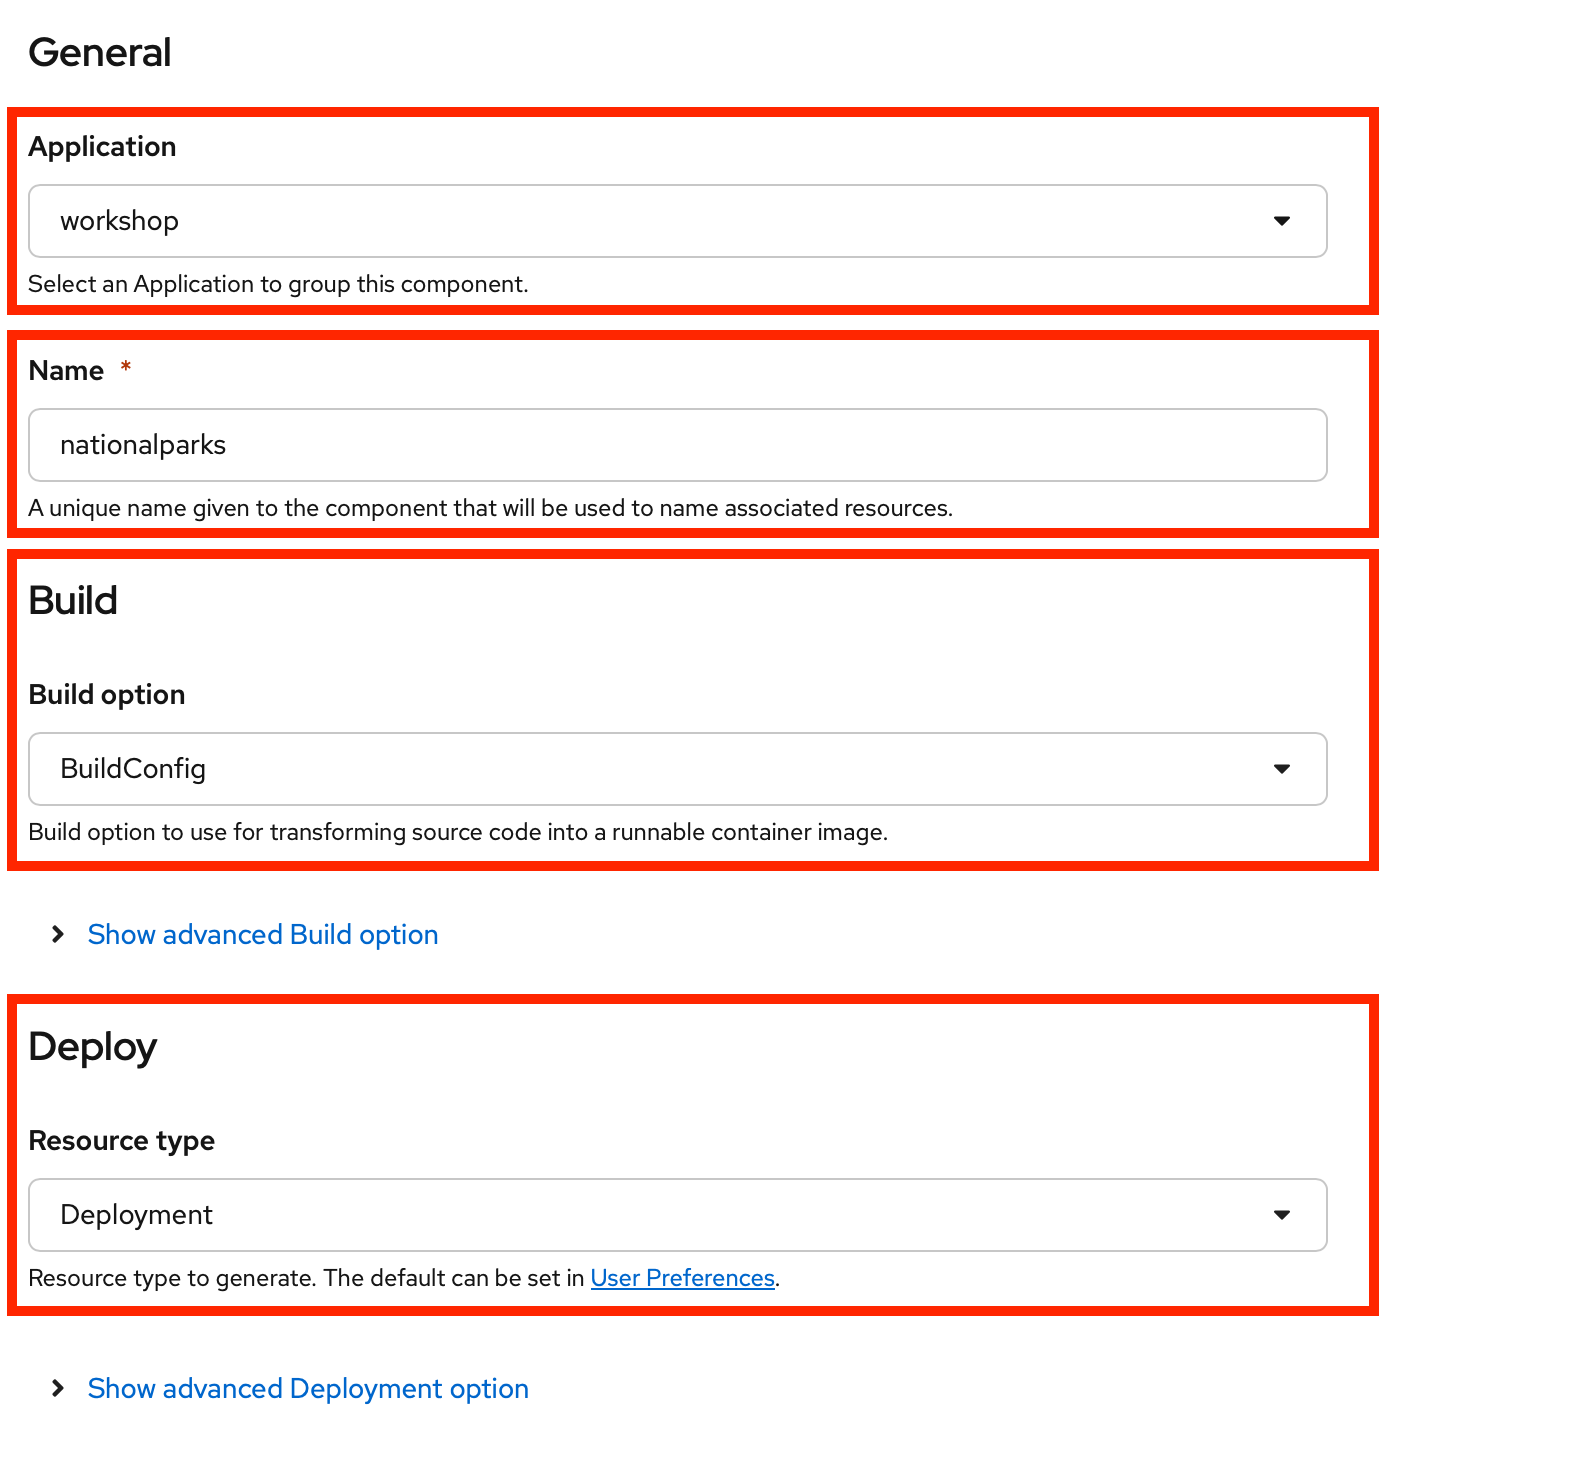 General
Application
workshop
Select an Application to group this component.
Name *
nationalparks
A unique name given to the component that will be used to name associated resources.
Build
Build option
BuildConfig
Build option to use for transforming source code into a runnable container image.
Show advanced Build option
Deploy
Resource type
Deployment
Resource type to generate. The default can be set in User Preferences.
Show advanced Deployment option